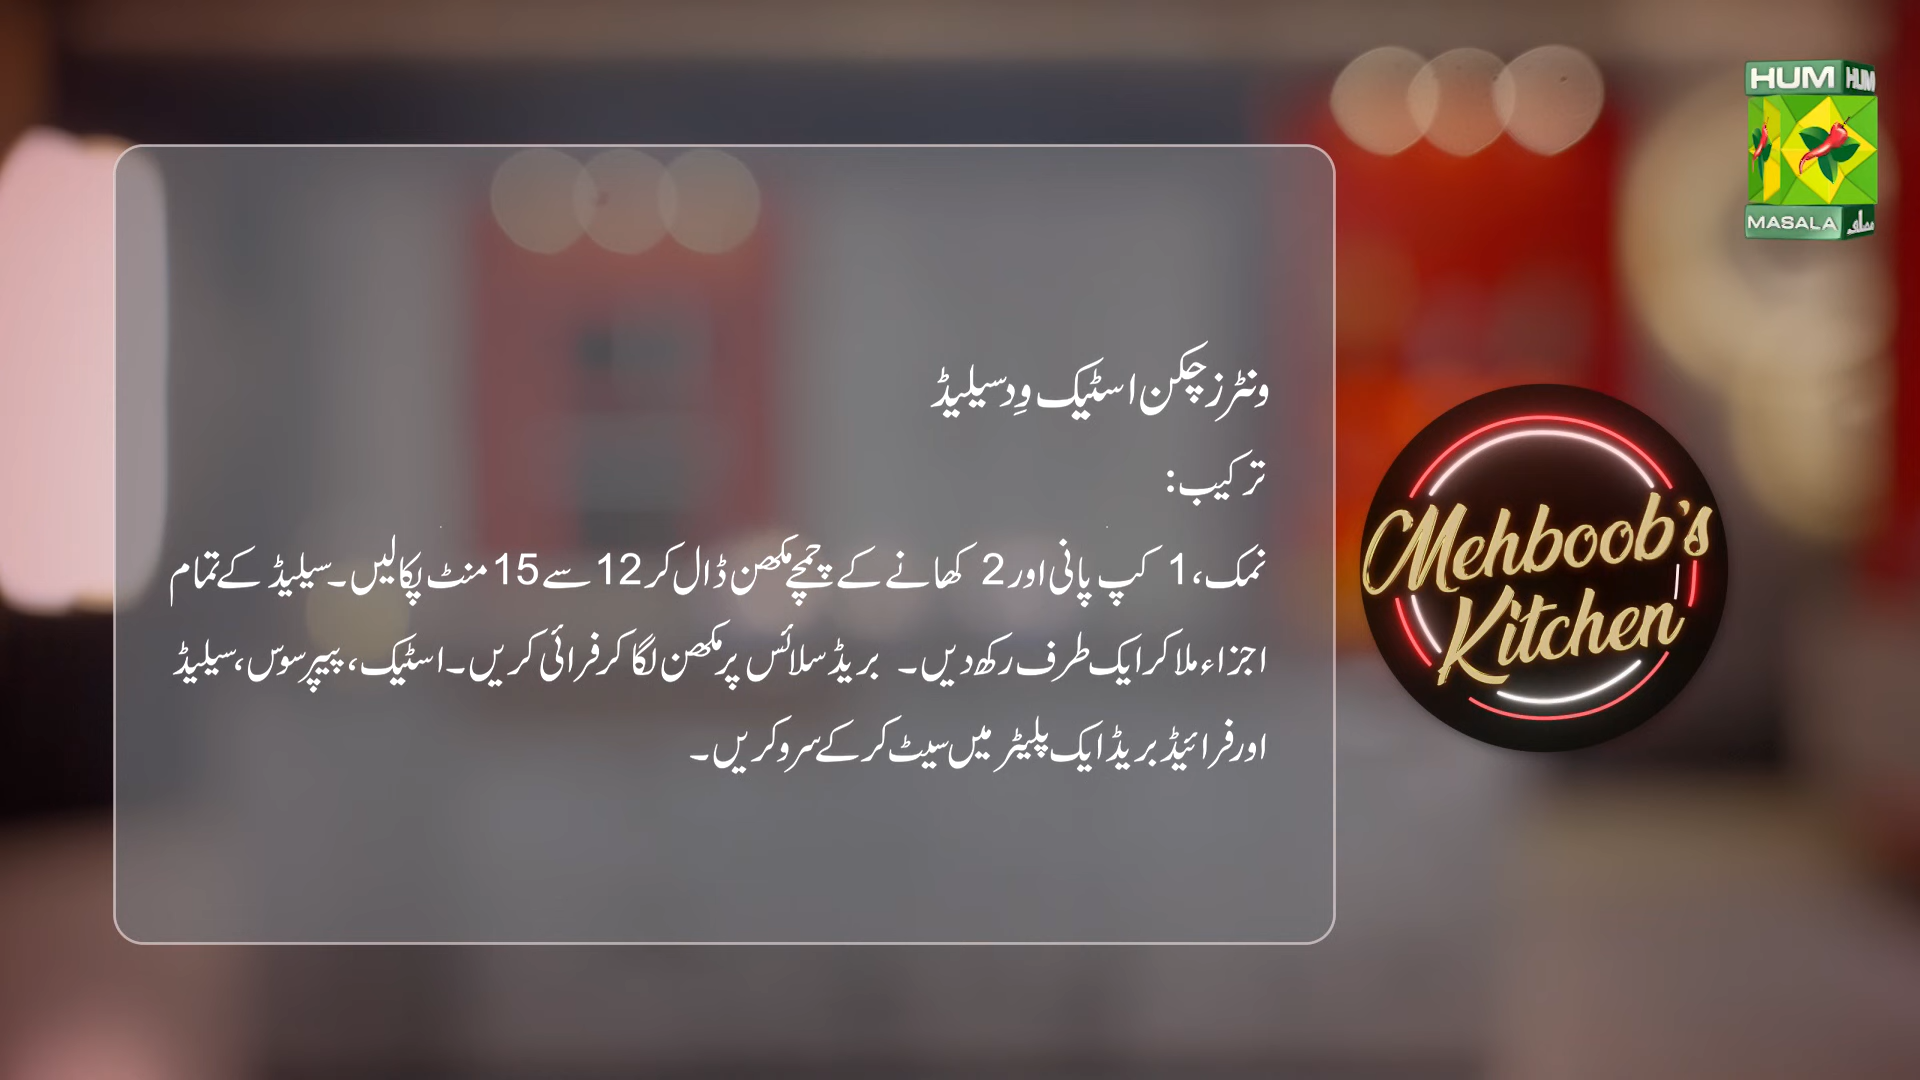 ونٹرز چکن اسٹیک وِد سیلیڈ
ترکیب:
نمک، 1 کپ پانی اور 2 کھانے کے چمچے مکھن ڈال کر 12 سے 15 منٹ پکالیں۔ سیلیڈ کے تمام
اجزاء ملا کر ایک طرف رکھ دیں۔ بریڈ سلائس پر مکھن لگا کر فرائی کریں۔ اسٹیک، پیپر سوس، سیلیڈ
اور فرائیڈ بریڈ ایک پلیٹر میں سیٹ کر کے سرو کریں۔
Mehboob's
Kitchen
HUM HUM
MASALA مصالحہ